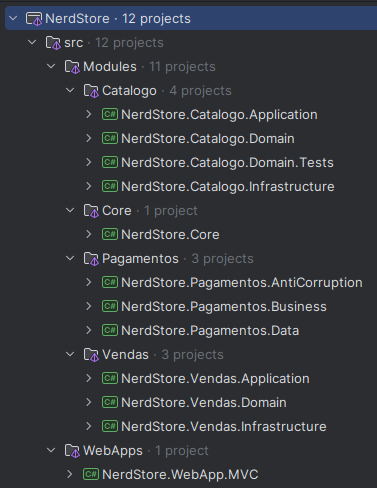 NerdStore · 12 projects
src · 12 projects
Modules · 11 projects
Catalogo · 4 projects
C# NerdStore.Catalogo.Application
C# NerdStore.Catalogo.Domain
C# NerdStore.Catalogo.Domain.Tests
C# NerdStore.Catalogo.Infrastructure
Core · 1 project
C# NerdStore.Core
Pagamentos · 3 projects
C# NerdStore.Pagamentos.AntiCorruption
C# NerdStore.Pagamentos.Business
C# NerdStore.Pagamentos.Data
Vendas · 3 projects
C# NerdStore.Vendas.Application
C# NerdStore.Vendas.Domain
C# NerdStore.Vendas.Infrastructure
WebApps · 1 project
C# NerdStore.WebApp.MVC